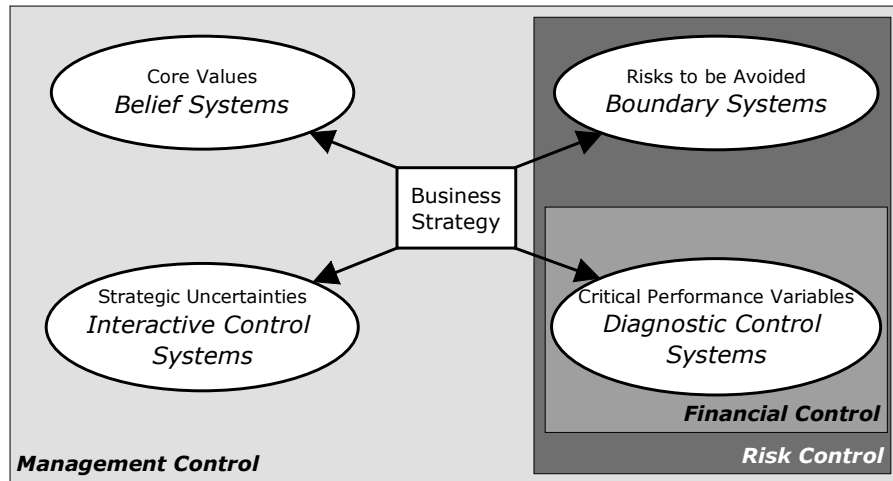 Core Values
Belief Systems
Risks to be Avoided
Boundary Systems
Business
Strategy
Strategic Uncertainties
Interactive Control
Systems
Critical Performance Variables
Diagnostic Control
Systems
Financial Control
Management Control
Risk Control